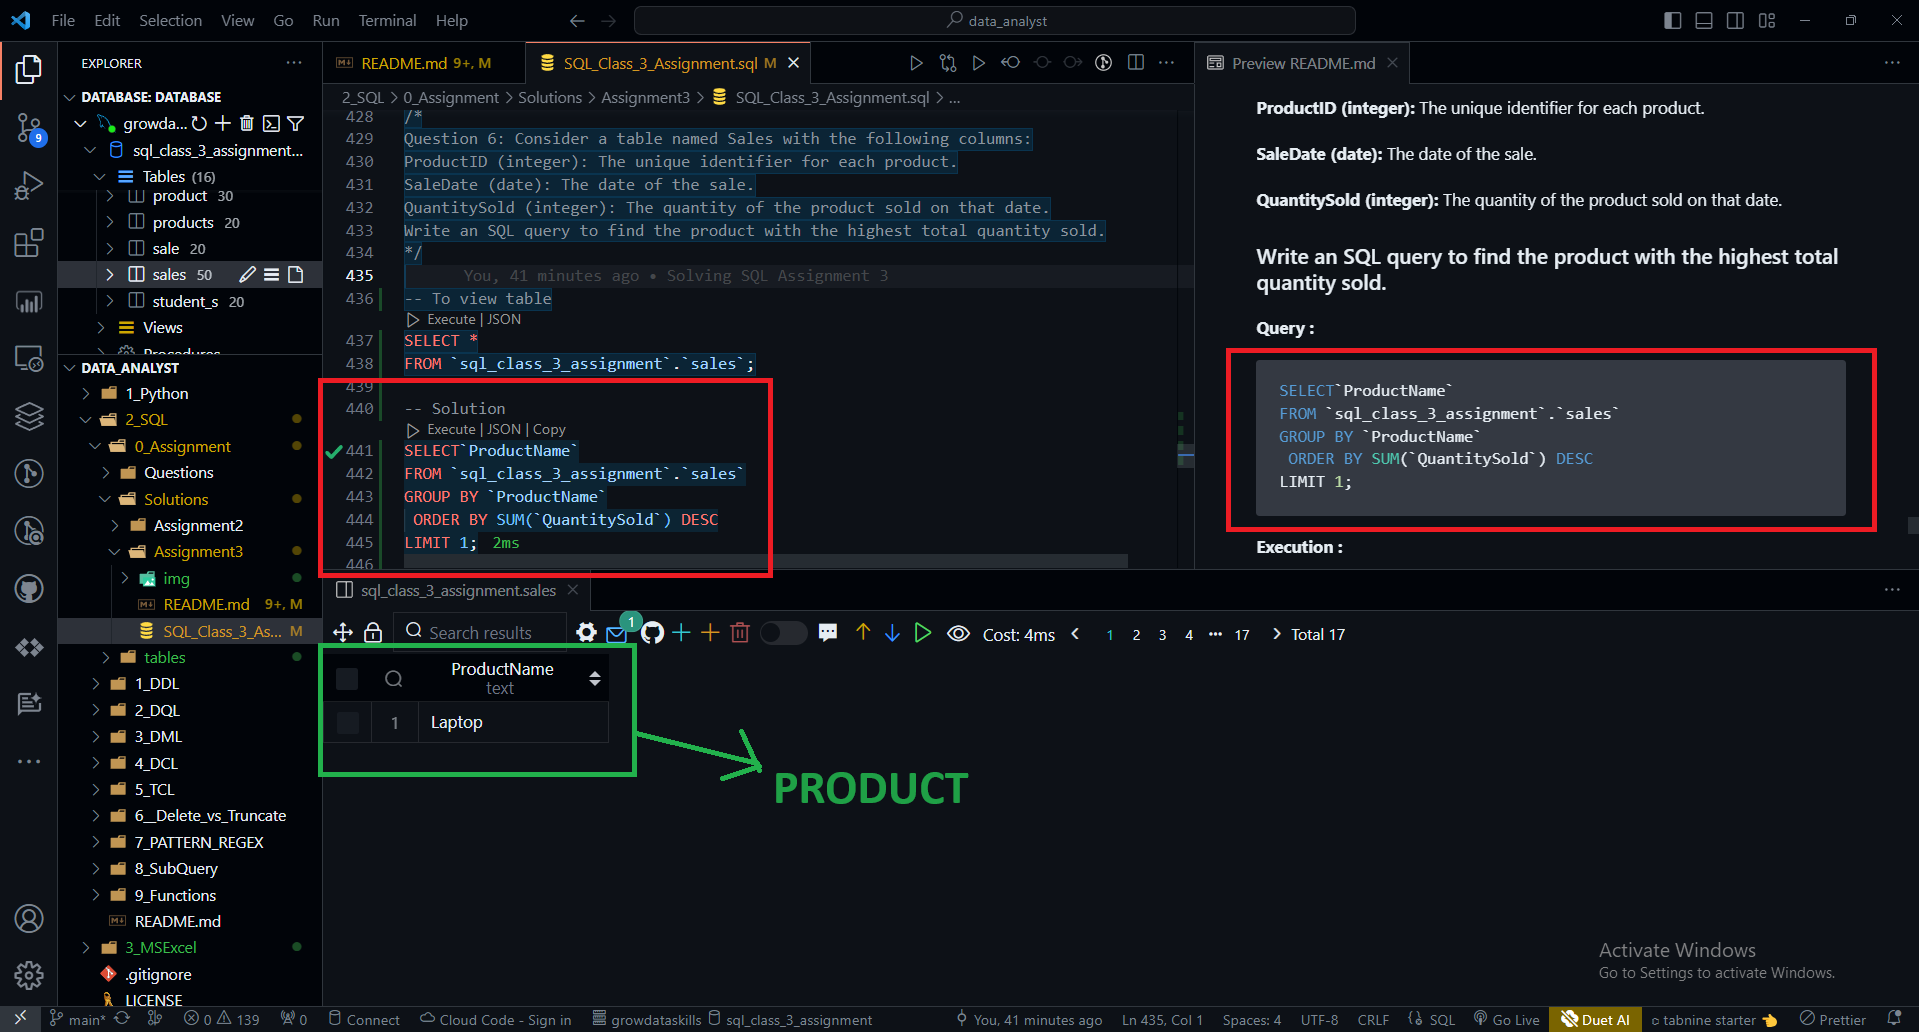 File Edit Selection View Go Run Terminal Help
data_analyst
EXPLORER
DATABASE: DATABASE
growda...
sql_class_3_assignment...
Tables (16)
product 30
products 20
sale 20
sales 50
student_s 20
Views
Procedures
DATA_ANALYST
1_Python
2_SQL
0_Assignment
Questions
Solutions
Assignment2
Assignment3
img
README.md 9+, M
SQL_Class_3_As... M
tables
1_DDL
2_DQL
3_DML
4_DCL
5_TCL
6__Delete_vs_Truncate
7_PATTERN_REGEX
8_SubQuery
9_Functions
README.md
3_MSExcel
.gitignore
LICENSE
9
README.md 9+, M
SQL_Class_3_Assignment.sql M
2_SQL > 0_Assignment > Solutions > Assignment3 > SQL_Class_3_Assignment.sql > ...
428 /*
429 Question 6: Consider a table named Sales with the following columns:
430 ProductID (integer): The unique identifier for each product.
431 SaleDate (date): The date of the sale.
432 QuantitySold (integer): The quantity of the product sold on that date.
433 Write an SQL query to find the product with the highest total quantity sold.
434 */
435 You, 41 minutes ago • Solving SQL Assignment 3
436 -- To view table
Execute | JSON
437 SELECT *
438 FROM `sql_class_3_assignment`.`sales`;
439
440 -- Solution
Execute | JSON | Copy
441 SELECT`ProductName`
442 FROM `sql_class_3_assignment`.`sales`
443 GROUP BY `ProductName`
444 ORDER BY SUM(`QuantitySold`) DESC
445 LIMIT 1; 2ms
446
Preview README.md
ProductID (integer): The unique identifier for each product.
SaleDate (date): The date of the sale.
QuantitySold (integer): The quantity of the product sold on that date.
Write an SQL query to find the product with the highest total
quantity sold.
Query :
SELECT`ProductName`
FROM `sql_class_3_assignment`.`sales`
GROUP BY `ProductName`
ORDER BY SUM(`QuantitySold`) DESC
LIMIT 1;
Execution :
sql_class_3_assignment.sales
Search results
1
Cost: 4ms < 1 2 3 4 ... 17 > Total 17
ProductName
text
1 Laptop
PRODUCT
Activate Windows
Go to Settings to activate Windows.
main* 0 139 0 Connect Cloud Code - Sign in growdataskills sql_class_3_assignment You, 41 minutes ago Ln 435, Col 1 Spaces: 4 UTF-8 CRLF SQL Go Live Duet AI tabnine starter Prettier